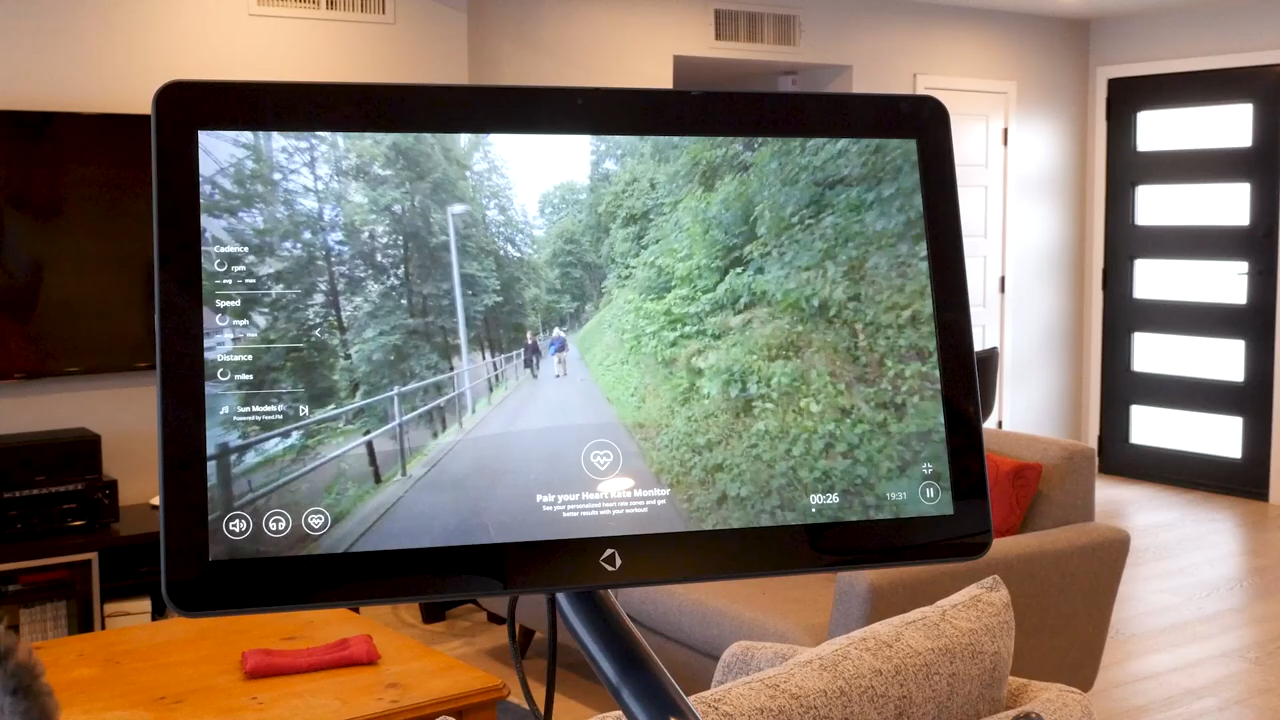 Cadence
rpm
-- avg -- max
Speed
mph
-- avg -- max
Distance
miles
Sun Models (f
Powered by Feed.FM
Pair your Heart Rate Monitor
See your personalized heart rate zones and get
better results with your workout!
00:26
19:31